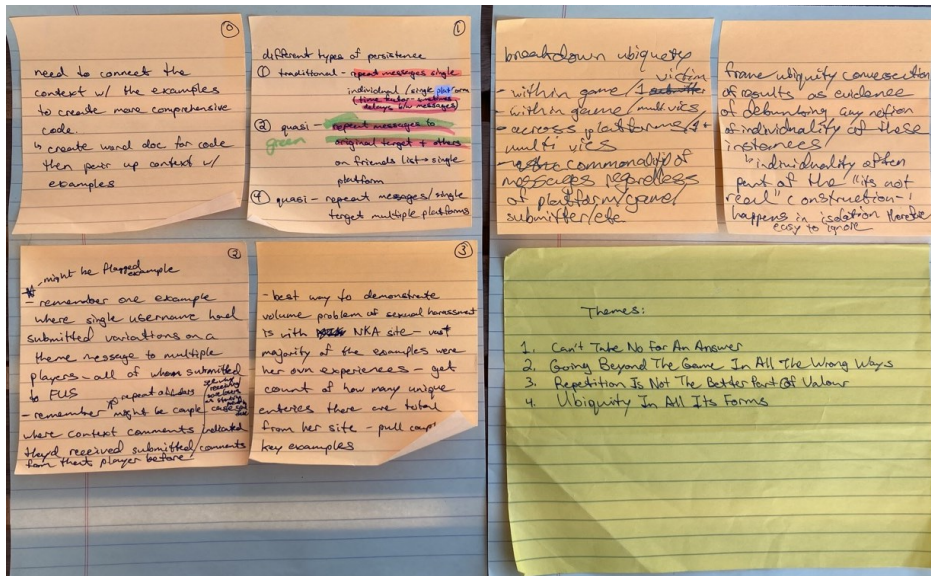 0
need to connect the
context w/ the examples
to create more comprehensive
code.
↳ create word doc for code
then pair up context w/
examples
1
different types of persistence
① traditional - repeat messages single
individual/single platform
delays b/w messages)
② quasi - repeat messages to
green
original target + others
on friends list → single
platform
④ quasi - repeat messages/single
target multiple platforms
2
* might be flagged example
- remember one example
where single username had
submitted variations on a
theme message to multiple
players - all of whom submitted
to FUS
repeat offenders
- remember might be couple
where context comments indicated
they'd received submitted comments
from that player before
3
- best way to demonstrate
volume problem of sexual harassment
is with NKA site - vast
majority of the examples were
her own experiences - get
count of how many unique
enteries there are total
from her site - pull
key examples
breakdown ubiquity
victim
- within game / 1
- within game / multi vics
- across platforms / 1 +
multi vics
- commonality of
messages regardless
of platform/game/
submitter/etc
frame ubiquity
of results as evidence
of debunking any notion
of individuality of these
instances
↳ individuality often
part of the "its not
real" construction -
happens in isolation therefore
easy to ignore
Themes:
1. Can't Take No For An Answer
2. Going Beyond The Game In All The Wrong Ways
3. Repetition Is Not The Better Part Of Valour
4. Ubiquity In All Its Forms